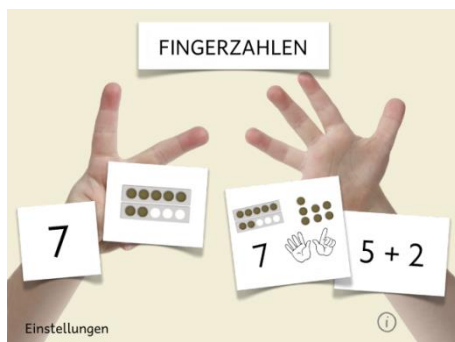 FINGERZAHLEN
7
7
5 + 2
Einstellungen
i